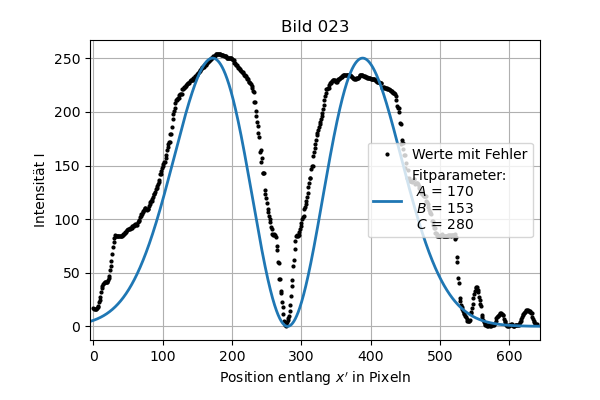 Bild 023
250
200
150
100
50
0
Intensität I
Werte mit Fehler
Fitparameter:
A = 170
B = 153
C = 280
0 100 200 300 400 500 600
Position entlang x′ in Pixeln